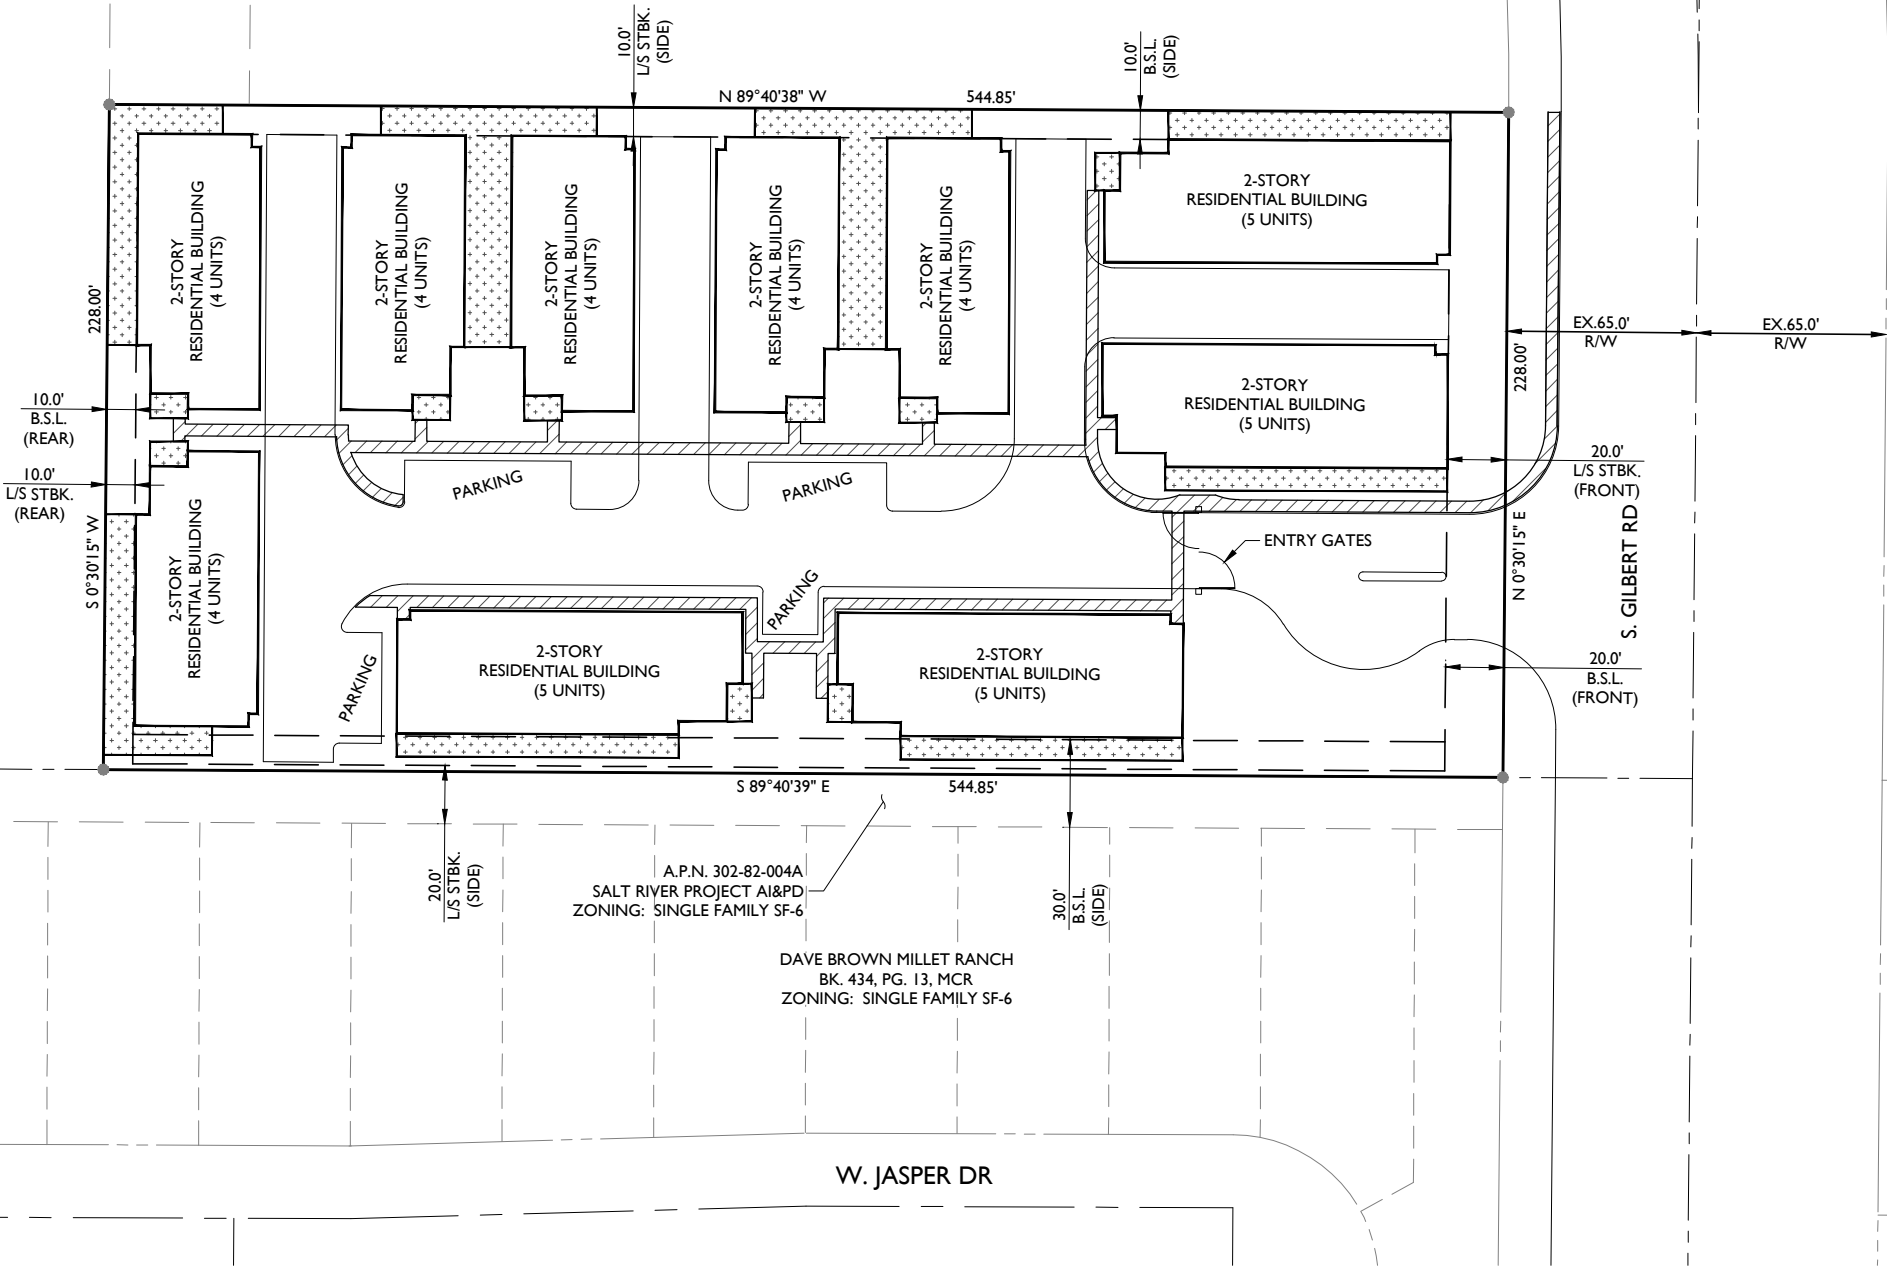 10.0'
L/S STBK.
(SIDE)
10.0'
B.S.L.
(SIDE)
N 89°40'38" W
544.85'
2-STORY
RESIDENTIAL BUILDING
(4 UNITS)
2-STORY
RESIDENTIAL BUILDING
(4 UNITS)
2-STORY
RESIDENTIAL BUILDING
(4 UNITS)
2-STORY
RESIDENTIAL BUILDING
(4 UNITS)
2-STORY
RESIDENTIAL BUILDING
(4 UNITS)
2-STORY
RESIDENTIAL BUILDING
(5 UNITS)
228.00'
EX.65.0'
R/W
EX.65.0'
R/W
228.00'
2-STORY
RESIDENTIAL BUILDING
(5 UNITS)
10.0'
B.S.L.
(REAR)
10.0'
L/S STBK.
(REAR)
20.0'
L/S STBK.
(FRONT)
PARKING
PARKING
S 0°30'15" W
2-STORY
RESIDENTIAL BUILDING
(4 UNITS)
ENTRY GATES
N 0°30'15" E
S. GILBERT RD
PARKING
2-STORY
RESIDENTIAL BUILDING
(5 UNITS)
2-STORY
RESIDENTIAL BUILDING
(5 UNITS)
20.0'
B.S.L.
(FRONT)
PARKING
S 89°40'39" E
544.85'
20.0'
L/S STBK.
(SIDE)
A.P.N. 302-82-004A
SALT RIVER PROJECT AI&PD
ZONING: SINGLE FAMILY SF-6
30.0'
B.S.L.
(SIDE)
DAVE BROWN MILLET RANCH
BK. 434, PG. 13, MCR
ZONING: SINGLE FAMILY SF-6
W. JASPER DR